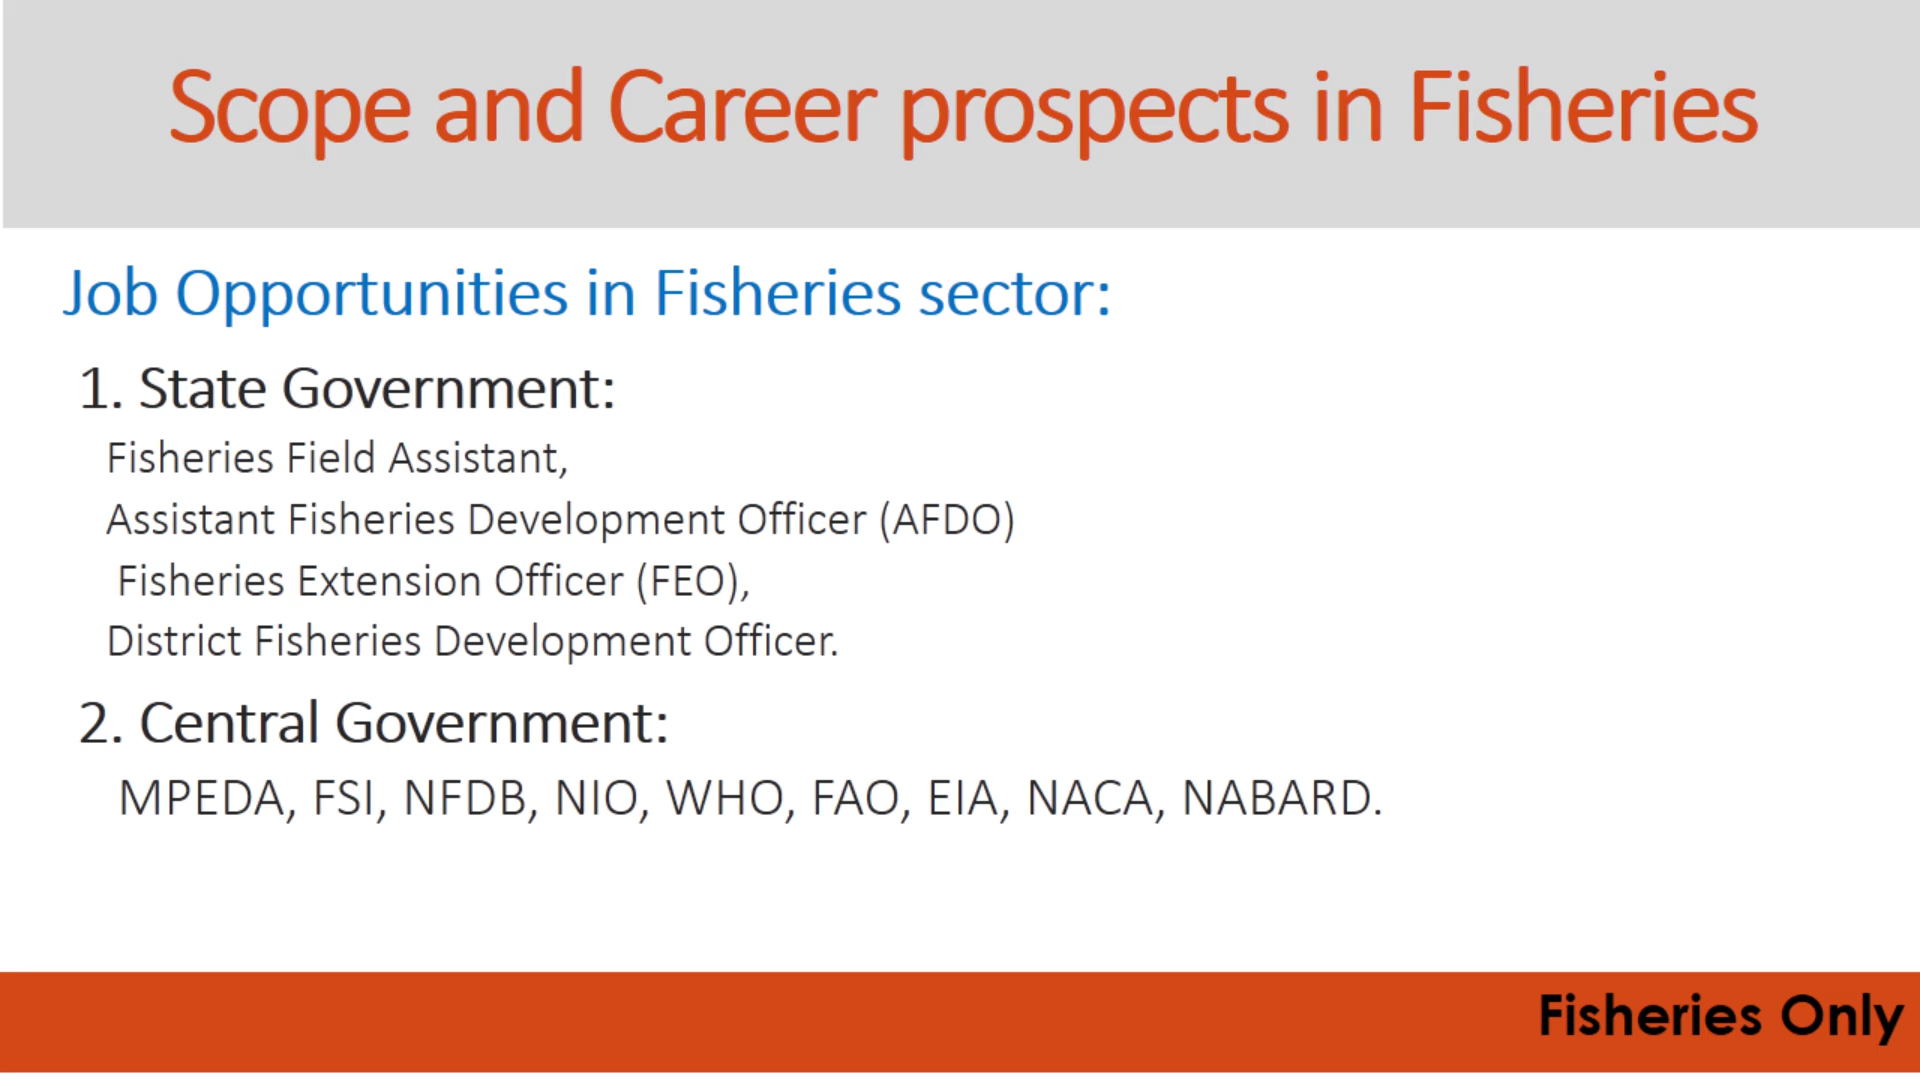 Scope and Career prospects in Fisheries
Job Opportunities in Fisheries sector:
1. State Government:
Fisheries Field Assistant,
Assistant Fisheries Development Officer (AFDO)
Fisheries Extension Officer (FEO),
District Fisheries Development Officer.
2. Central Government:
MPEDA, FSI, NFDB, NIO, WHO, FAO, EIA, NACA, NABARD.
Fisheries Only